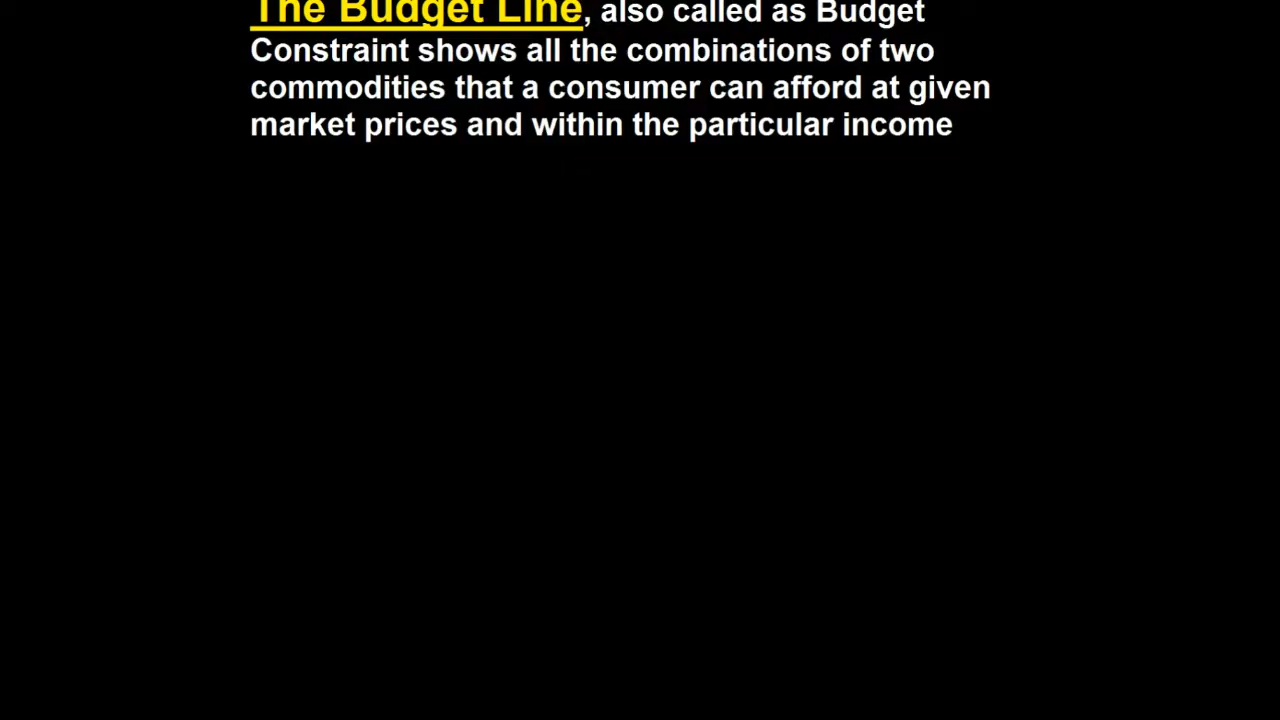 The Budget Line, also called as Budget
Constraint shows all the combinations of two
commodities that a consumer can afford at given
market prices and within the particular income